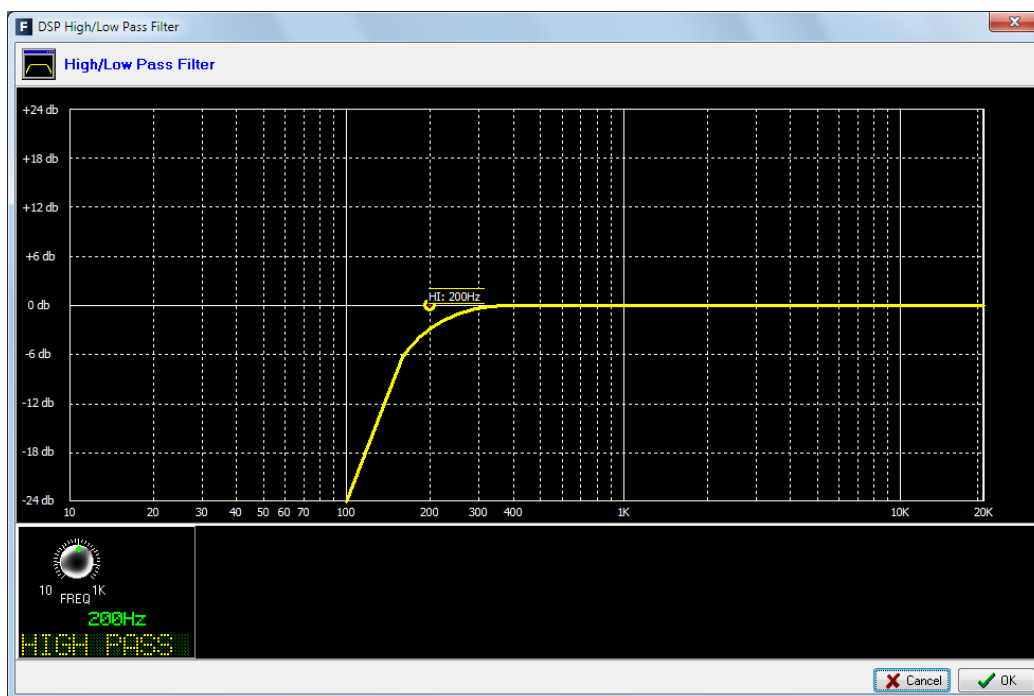 F DSP High/Low Pass Filter
X
High/Low Pass Filter
+24 db
+18 db
+12 db
+6 db
HI: 200Hz
0 db
-6 db
-12 db
-18 db
-24 db
10 20 30 40 50 60 70 100 200 300 400 1K 10K 20K
10 FREQ 1K
200Hz
HIGH PASS
Cancel OK